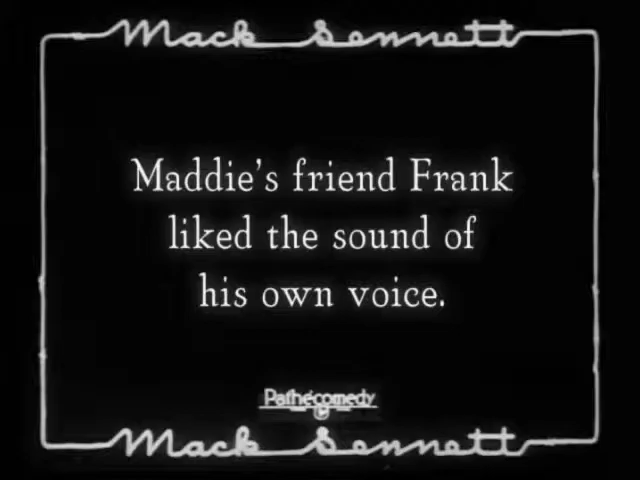 Mack Sennett
Maddie's friend Frank
liked the sound of
his own voice.
Pathécomedy
Mack Sennett